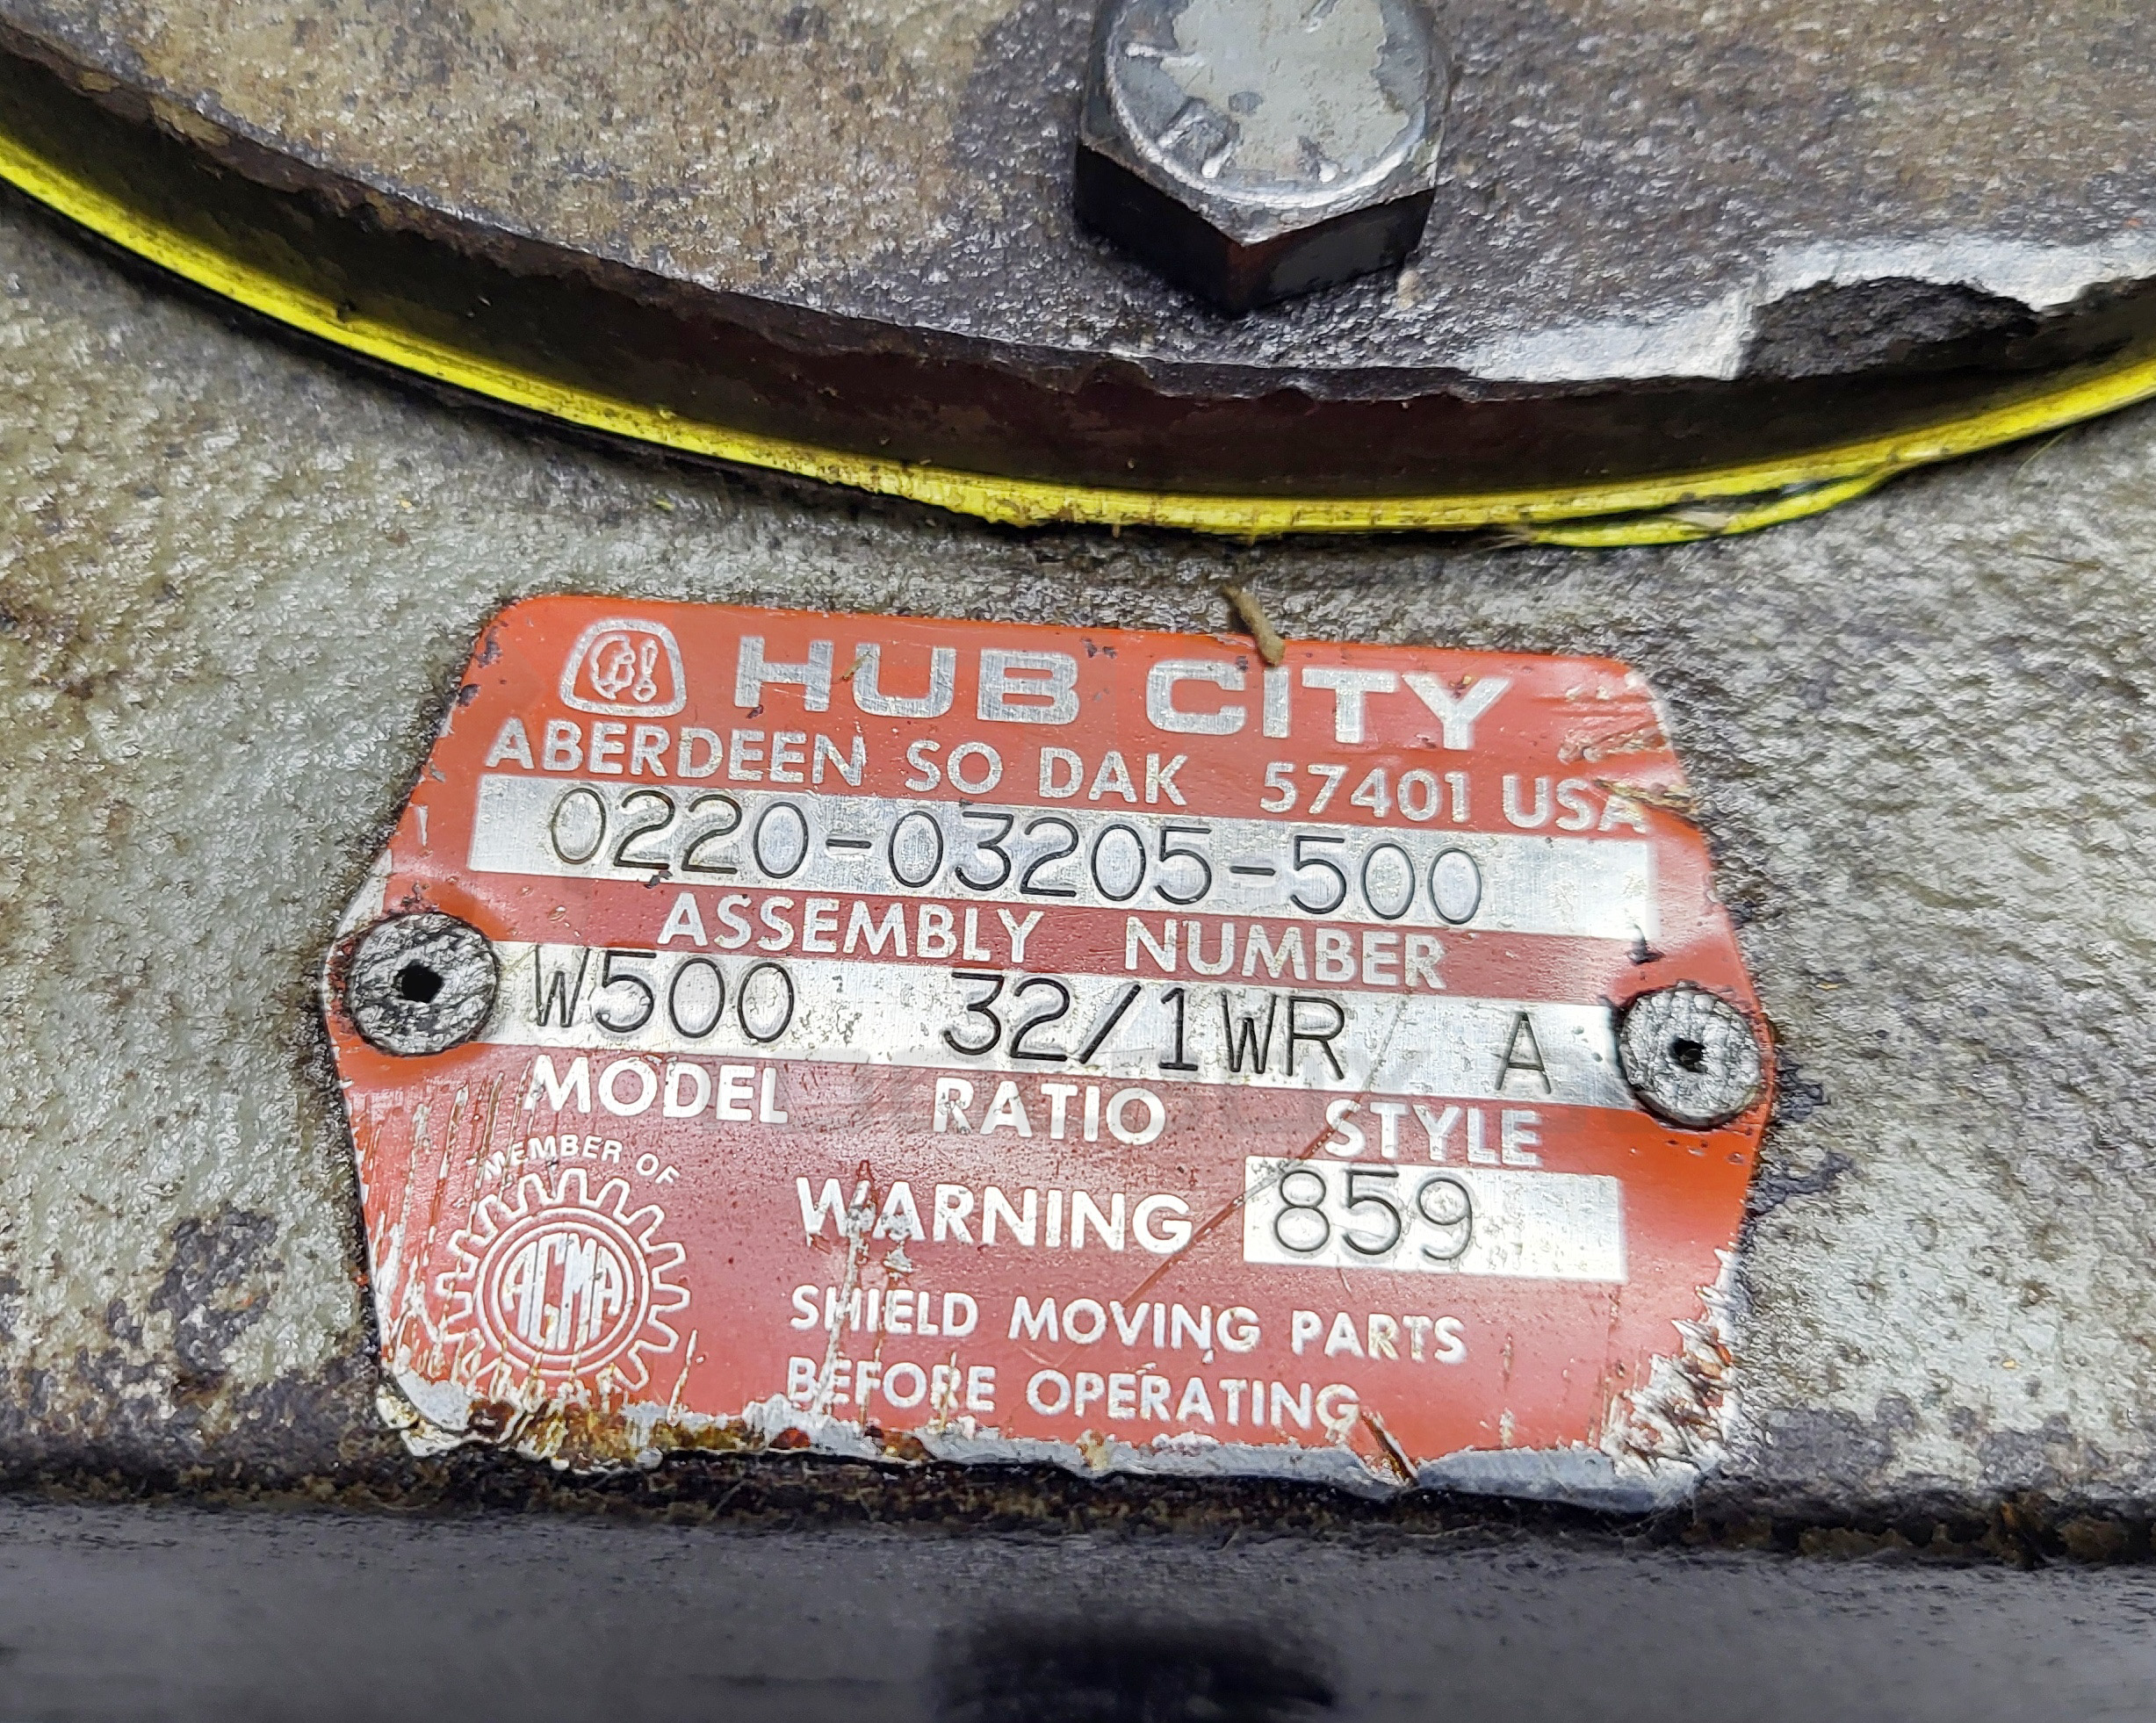 HUB CITY
ABERDEEN SO DAK 57401 USA
0220-03205-500
ASSEMBLY NUMBER
W500 32/1WR A
MODEL RATIO STYLE
MEMBER OF
AGMA
WARNING 859
SHIELD MOVING PARTS
BEFORE OPERATING